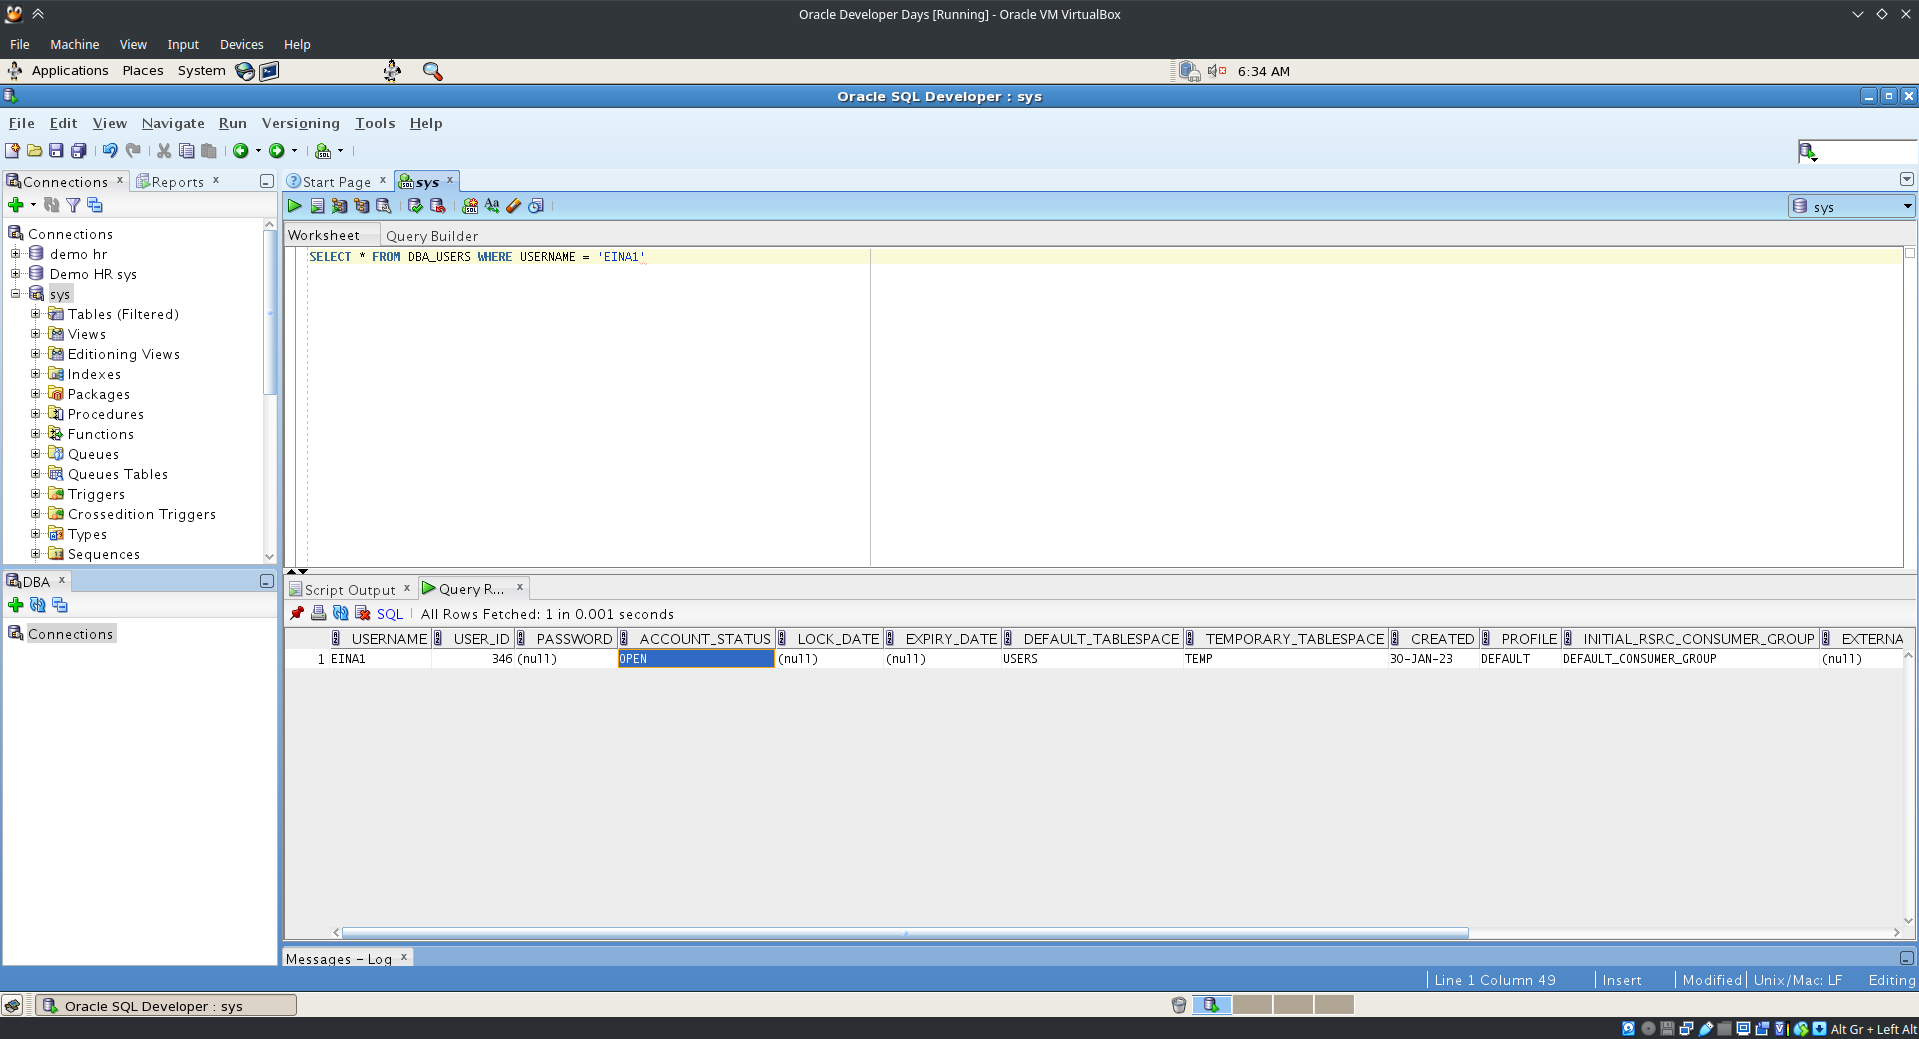 Oracle Developer Days [Running] - Oracle VM VirtualBox
File Machine View Input Devices Help
Applications Places System 6:34 AM
Oracle SQL Developer : sys
File Edit View Navigate Run Versioning Tools Help
Connections x Reports x
Start Page x sys x
sys
Worksheet Query Builder
SELECT * FROM DBA_USERS WHERE USERNAME = 'EINA1'
Connections
demo hr
Demo HR sys
sys
Tables (Filtered)
Views
Editioning Views
Indexes
Packages
Procedures
Functions
Queues
Queues Tables
Triggers
Crossedition Triggers
Types
Sequences
DBA x
Connections
Script Output x Query R... x
SQL All Rows Fetched: 1 in 0.001 seconds
USERNAME USER_ID PASSWORD ACCOUNT_STATUS LOCK_DATE EXPIRY_DATE DEFAULT_TABLESPACE TEMPORARY_TABLESPACE CREATED PROFILE INITIAL_RSRC_CONSUMER_GROUP EXTERNA
1 EINA1 346 (null) OPEN (null) (null) USERS TEMP 30-JAN-23 DEFAULT DEFAULT_CONSUMER_GROUP (null)
Messages - Log x
Line 1 Column 49 Insert Modified Unix/Mac: LF Editing
Oracle SQL Developer : sys
Alt Gr + Left Alt